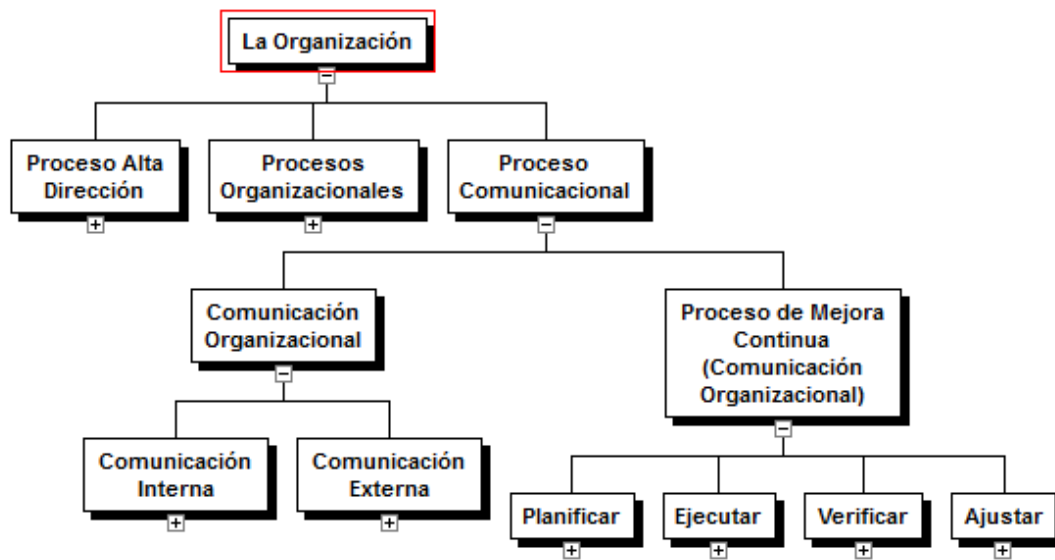 La Organización
Proceso Alta
Dirección
Procesos
Organizacionales
Proceso
Comunicacional
Comunicación
Organizacional
Proceso de Mejora
Continua
(Comunicación
Organizacional)
Comunicación
Interna
Comunicación
Externa
Planificar
Ejecutar
Verificar
Ajustar